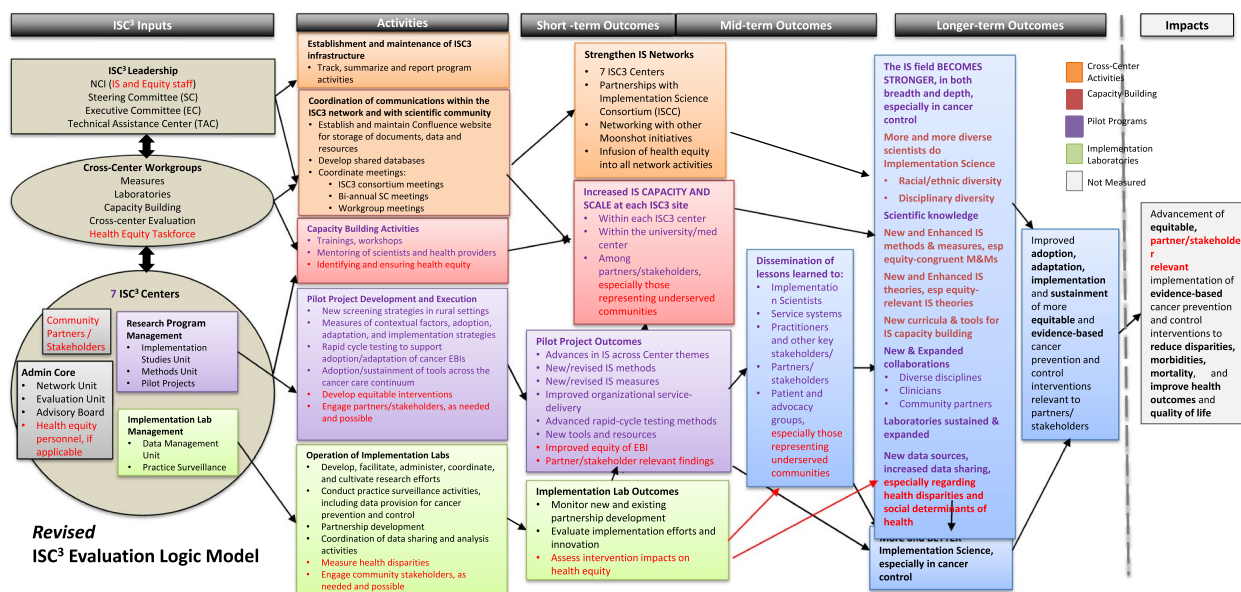 ISC³ Inputs
Activities
Short -term Outcomes
Mid-term Outcomes
Longer-term Outcomes
Impacts
ISC³ Leadership
NCI (IS and Equity staff)
Steering Committee (SC)
Executive Committee (EC)
Technical Assistance Center (TAC)
Cross-Center Workgroups
Measures
Laboratories
Capacity Building
Cross-center Evaluation
Health Equity Taskforce
7 ISC³ Centers
Community
Partners /
Stakeholders
Admin Core
• Network Unit
• Evaluation Unit
• Advisory Board
• Health equity
personnel, if
applicable
Research Program
Management
• Implementation
Studies Unit
• Methods Unit
• Pilot Projects
Implementation Lab
Management
• Data Management
Unit
• Practice Surveillance
Revised
ISC³ Evaluation Logic Model
Establishment and maintenance of ISC3
infrastructure
• Track, summarize and report program
activities
Coordination of communications within the
ISC3 network and with scientific community
• Establish and maintain Confluence website
for storage of documents, data and
resources
• Develop shared databases
• Coordinate meetings:
• ISC3 consortium meetings
• Bi-annual SC meetings
• Workgroup meetings
Capacity Building Activities
• Trainings, workshops
• Mentoring of scientists and health providers
• Identifying and ensuring health equity
Pilot Project Development and Execution
• New screening strategies in rural settings
• Measures of contextual factors, adoption,
adaptation, and implementation strategies
• Rapid cycle testing to support
adoption/adaptation of cancer EBIs
• Adoption/sustainment of tools across the
cancer care continuum
• Develop equitable interventions
• Engage partners/stakeholders, as needed
and possible
Operation of Implementation Labs
• Develop, facilitate, administer, coordinate,
and cultivate research efforts
• Conduct practice surveillance activities,
including data provision for cancer
prevention and control
• Partnership development
• Coordination of data sharing and analysis
activities
• Measure health disparities
• Engage community stakeholders, as
needed and possible
Strengthen IS Networks
• 7 ISC3 Centers
• Partnerships with
Implementation Science
Consortium (ISCC)
• Networking with other
Moonshot initiatives
• Infusion of health equity
into all network activities
Increased IS CAPACITY AND
SCALE at each ISC3 site
• Within each ISC3 center
• Within the university/med
center
• Among
partners/stakeholders,
especially those
representing underserved
communities
Pilot Project Outcomes
• Advances in IS across Center themes
• New/revised IS methods
• New/revised IS measures
• Improved organizational service-
delivery
• Advanced rapid-cycle testing methods
• New tools and resources
• Improved equity of EBI
• Partner/stakeholder relevant findings
Implementation Lab Outcomes
• Monitor new and existing
partnership development
• Evaluate implementation efforts and
innovation
• Assess intervention impacts on
health equity
Dissemination of
lessons learned to:
• Implementatio
n Scientists
• Service systems
• Practitioners
and other key
stakeholders/
• Partners/
stakeholders
• Patient and
advocacy
groups,
especially those
representing
underserved
communities
The IS field BECOMES
STRONGER, in both
breadth and depth,
especially in cancer
control
More and more diverse
scientists do
Implementation Science
• Racial/ethnic diversity
• Disciplinary diversity
Scientific knowledge
New and Enhanced IS
methods & measures, esp
equity-congruent M&Ms
New and Enhanced IS
theories, esp equity-
relevant IS theories
New curricula & tools for
IS capacity building
New & Expanded
collaborations
• Diverse disciplines
• Clinicians
• Community partners
Laboratories sustained &
expanded
New data sources,
increased data sharing,
especially regarding
health disparities and
social determinants of
health
More and BETTER
Implementation Science,
especially in cancer
control
Improved
adoption,
adaptation,
implementation
and sustainment
of more
equitable and
evidence-based
cancer
prevention and
control
interventions
relevant to
partners/
stakeholders
Cross-Center
Activities
Capacity Building
Pilot Programs
Implementation
Laboratories
Not Measured
Advancement of
equitable,
partner/stakeholde
r
relevant
implementation of
evidence-based
cancer prevention
and control
interventions to
reduce disparities,
morbidities,
mortality, and
improve health
outcomes and
quality of life